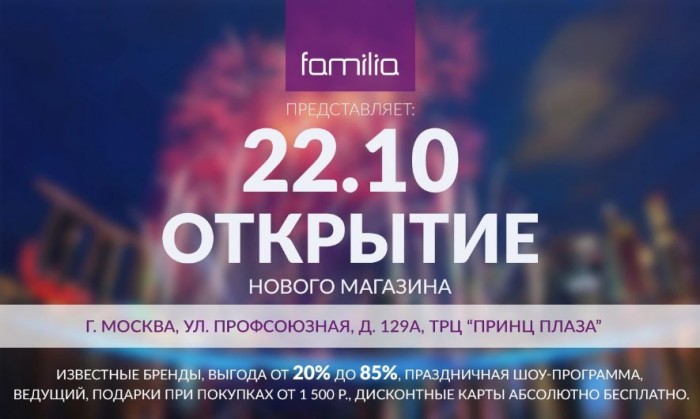 familia
ПРЕДСТАВЛЯЕТ:
22.10
ОТКРЫТИЕ
НОВОГО МАГАЗИНА
Г. МОСКВА, УЛ. ПРОФСОЮЗНАЯ, Д. 129А, ТРЦ “ПРИНЦ ПЛАЗА”
ИЗВЕСТНЫЕ БРЕНДЫ, ВЫГОДА ОТ 20% ДО 85%, ПРАЗДНИЧНАЯ ШОУ-ПРОГРАММА,
ВЕДУЩИЙ, ПОДАРКИ ПРИ ПОКУПКАХ ОТ 1 500 Р., ДИСКОНТНЫЕ КАРТЫ АБСОЛЮТНО БЕСПЛАТНО.